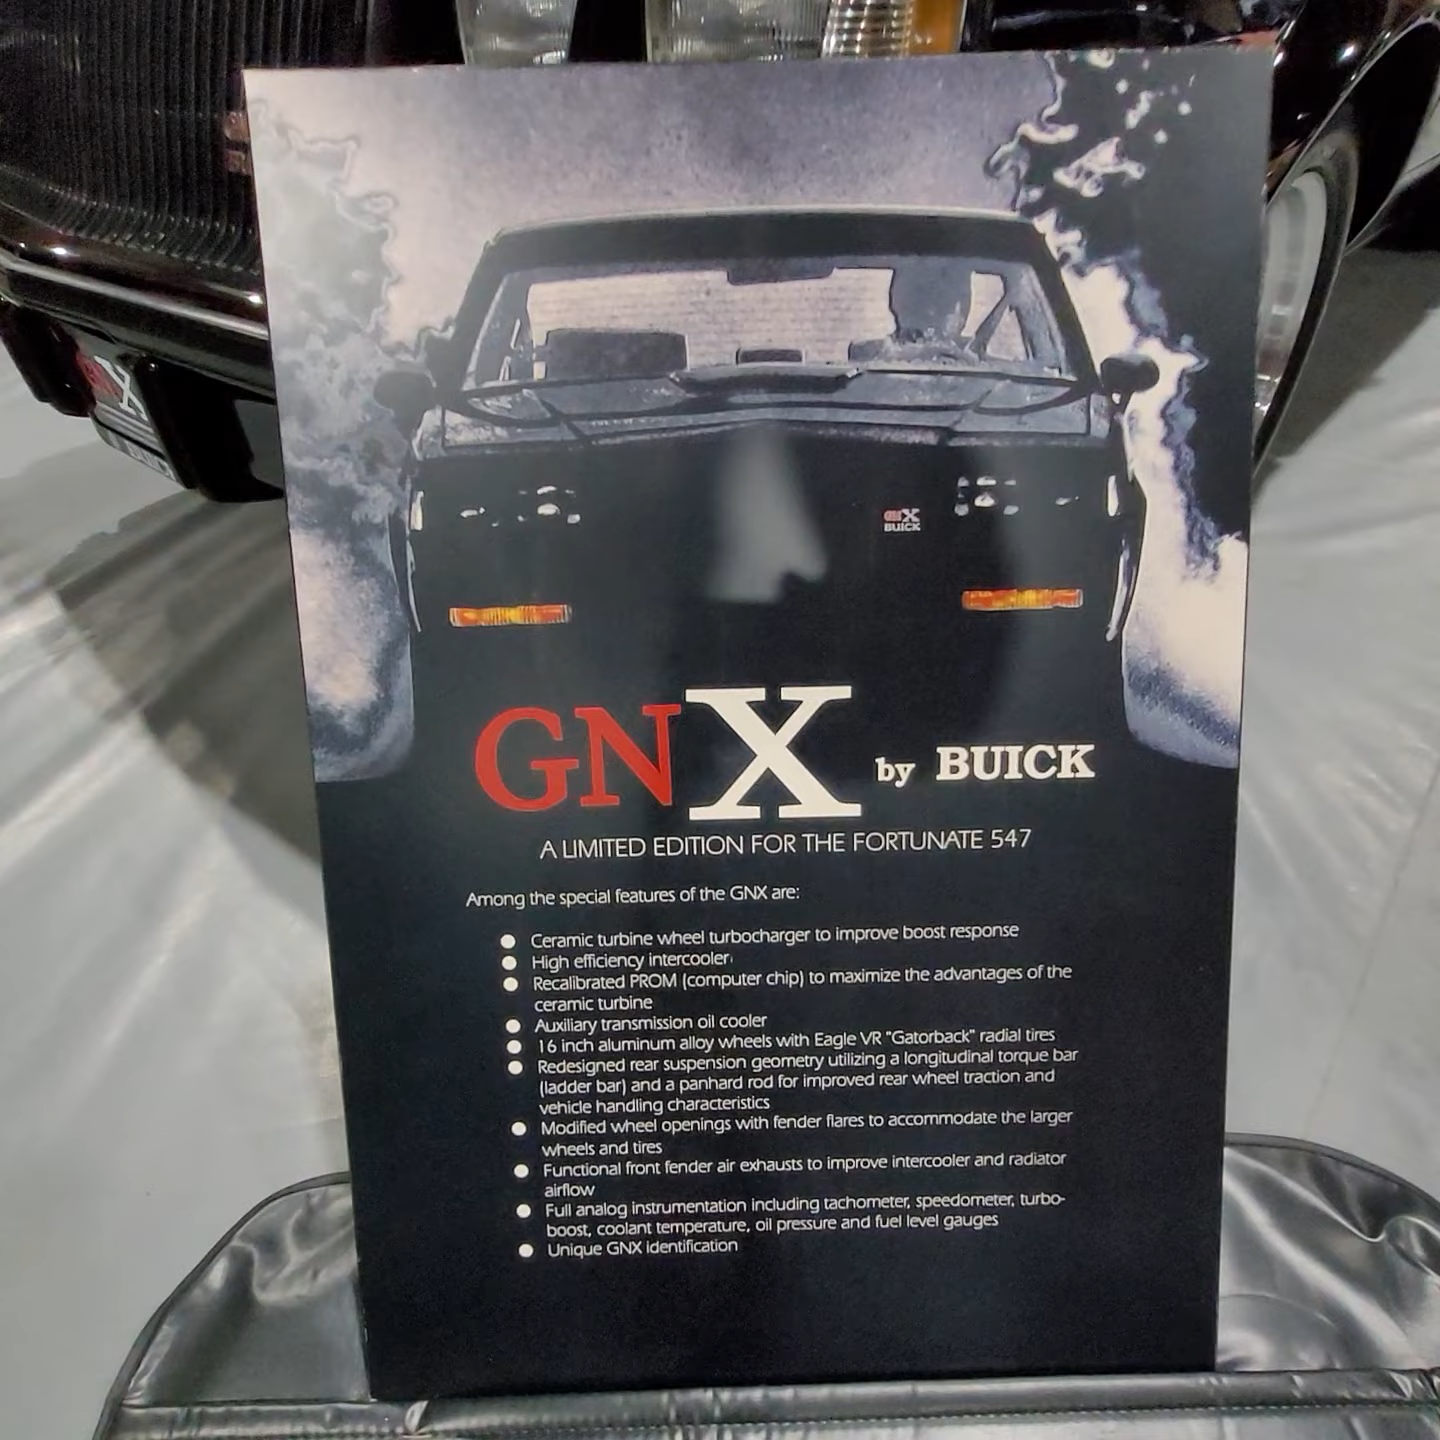 GNX
BUICK
GNX
GNX by BUICK
A LIMITED EDITION FOR THE FORTUNATE 547
Among the special features of the GNX are:
● Ceramic turbine wheel turbocharger to improve boost response
● High efficiency intercooler
● Recalibrated PROM (computer chip) to maximize the advantages of the
ceramic turbine
● Auxiliary transmission oil cooler
● 16 inch aluminum alloy wheels with Eagle VR "Gatorback" radial tires
● Redesigned rear suspension geometry utilizing a longitudinal torque bar
(ladder bar) and a panhard rod for improved rear wheel traction and
vehicle handling characteristics
● Modified wheel openings with fender flares to accommodate the larger
wheels and tires
● Functional front fender air exhausts to improve intercooler and radiator
airflow
● Full analog instrumentation including tachometer, speedometer, turbo-
boost, coolant temperature, oil pressure and fuel level gauges
● Unique GNX identification